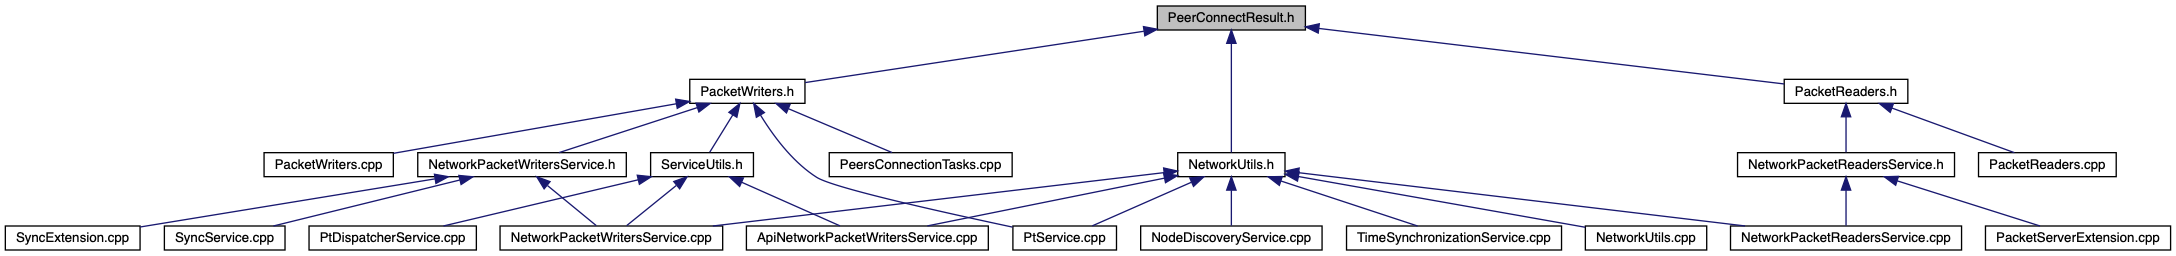 PeerConnectResult.h
PacketWriters.h
PacketReaders.h
PacketWriters.cpp
NetworkPacketWritersService.h
ServiceUtils.h
PeersConnectionTasks.cpp
NetworkUtils.h
NetworkPacketReadersService.h
PacketReaders.cpp
SyncExtension.cpp
SyncService.cpp
PtDispatcherService.cpp
NetworkPacketWritersService.cpp
ApiNetworkPacketWritersService.cpp
PtService.cpp
NodeDiscoveryService.cpp
TimeSynchronizationService.cpp
NetworkUtils.cpp
NetworkPacketReadersService.cpp
PacketServerExtension.cpp